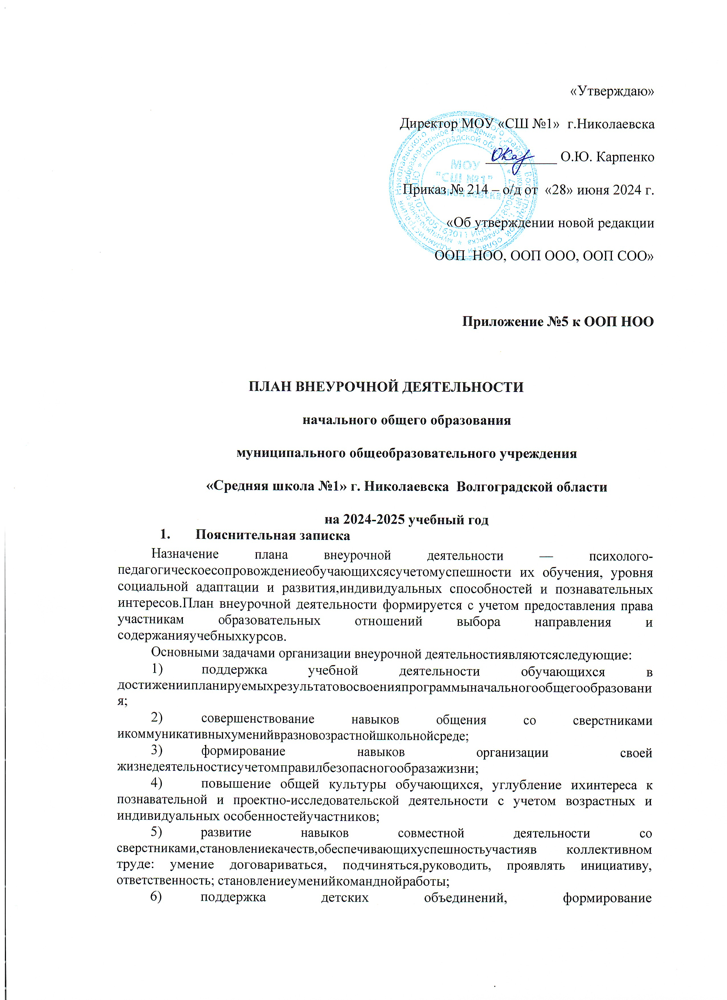 «Утверждаю»
Директор МОУ «СШ №1»  г.Николаевска
__________ О.Ю. Карпенко
Приказ № 214 – о/д от  «28» июня 2024 г.
«Об утверждении новой редакции
ООП  НОО, ООП ООО, ООП СОО»
МОУ
"СШ №1"
Николаевска
Приложение №5 к ООП НОО
ПЛАН ВНЕУРОЧНОЙ ДЕЯТЕЛЬНОСТИ
начального общего образования
муниципального общеобразовательного учреждения
«Средняя школа №1» г. Николаевска  Волгоградской области
на 2024-2025 учебный год
1. Пояснительная записка
Назначение плана внеурочной деятельности — психолого-
педагогическоесопровождениеобучающихсясучетомуспешности их обучения, уровня
социальной адаптации и развития,индивидуальных способностей и познавательных
интересов.План внеурочной деятельности формируется с учетом предоставления права
участникам образовательных отношений выбора направления и
содержанияучебныхкурсов.
Основными задачами организации внеурочной деятельностиявляютсяследующие:
1) поддержка учебной деятельности обучающихся в
достижениипланируемыхрезультатовосвоенияпрограммыначальногообщегообразовани
я;
2) совершенствование навыков общения со сверстниками
икоммуникативныхуменийвразновозрастнойшкольнойсреде;
3) формирование навыков организации своей
жизнедеятельностисучетомправилбезопасногообразажизни;
4) повышение общей культуры обучающихся, углубление ихинтереса к
познавательной и проектно-исследовательской деятельности с учетом возрастных и
индивидуальных особенностейучастников;
5) развитие навыков совместной деятельности со
сверстниками,становлениекачеств,обеспечивающихуспешностьучастияв коллективном
труде: умение договариваться, подчиняться,руководить, проявлять инициативу,
ответственность; становлениеуменийкоманднойработы;
6) поддержка детских объединений, формирование